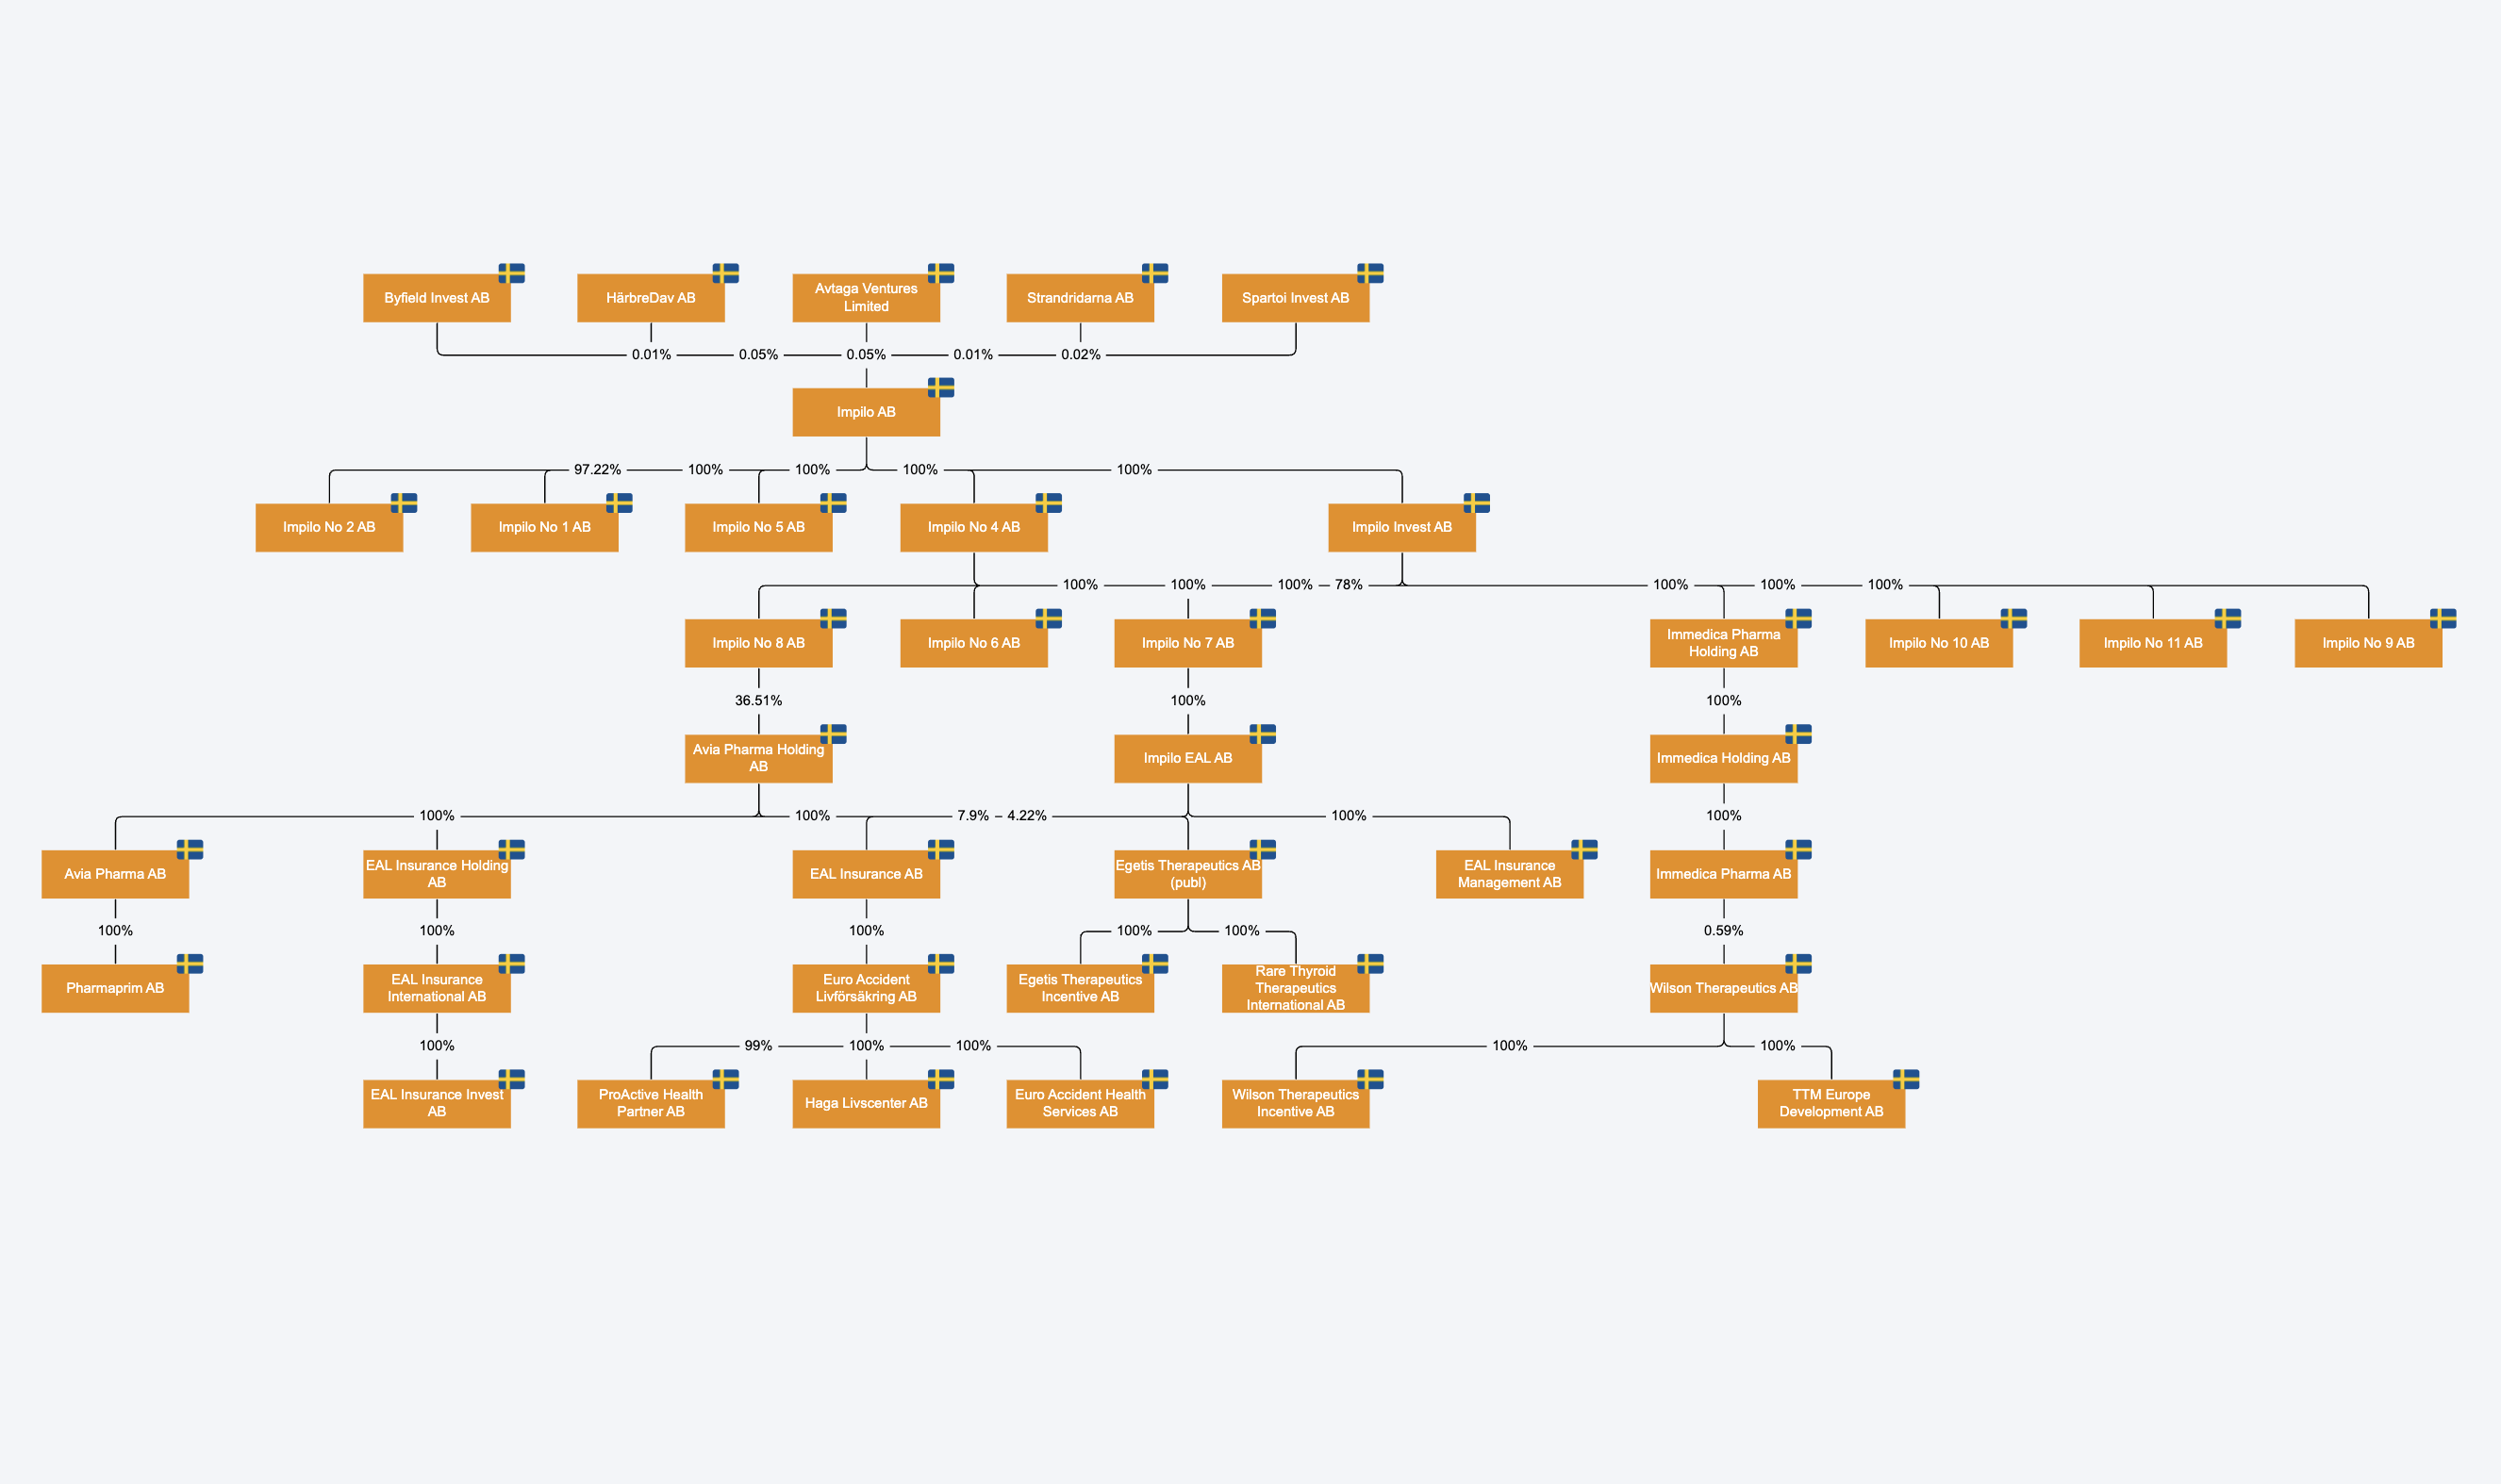 Byfield Invest AB
HärbreDav AB
Avtaga Ventures
Limited
Strandridarna AB
Spartoi Invest AB
0.01%
0.05%
0.05%
0.01%
0.02%
Impilo AB
97.22%
100%
100%
100%
100%
Impilo No 2 AB
Impilo No 1 AB
Impilo No 5 AB
Impilo No 4 AB
Impilo Invest AB
100%
100%
100%
78%
100%
100%
100%
Impilo No 8 AB
Impilo No 6 AB
Impilo No 7 AB
Immedica Pharma
Holding AB
Impilo No 10 AB
Impilo No 11 AB
Impilo No 9 AB
36.51%
100%
100%
Avia Pharma Holding
AB
Impilo EAL AB
Immedica Holding AB
100%
100%
7.9%
4.22%
100%
100%
Avia Pharma AB
EAL Insurance Holding
AB
EAL Insurance AB
Egetis Therapeutics AB
(publ)
EAL Insurance
Management AB
Immedica Pharma AB
100%
100%
100%
100%
100%
0.59%
Pharmaprim AB
EAL Insurance
International AB
Euro Accident
Livförsäkring AB
Egetis Therapeutics
Incentive AB
Rare Thyroid
Therapeutics
International AB
Wilson Therapeutics AB
100%
99%
100%
100%
100%
100%
EAL Insurance Invest
AB
ProActive Health
Partner AB
Haga Livscenter AB
Euro Accident Health
Services AB
Wilson Therapeutics
Incentive AB
TTM Europe
Development AB